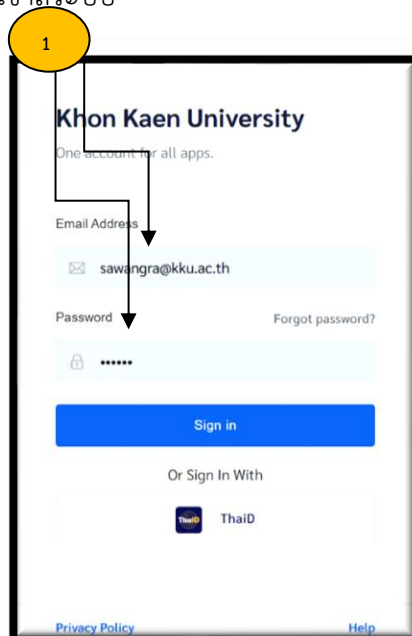 1
Khon Kaen University
One account for all apps.
Email Address
sawangra@kku.ac.th
Password Forgot password?
••••••
Sign in
Or Sign In With
ThaiD ThaiD
Privacy Policy Help